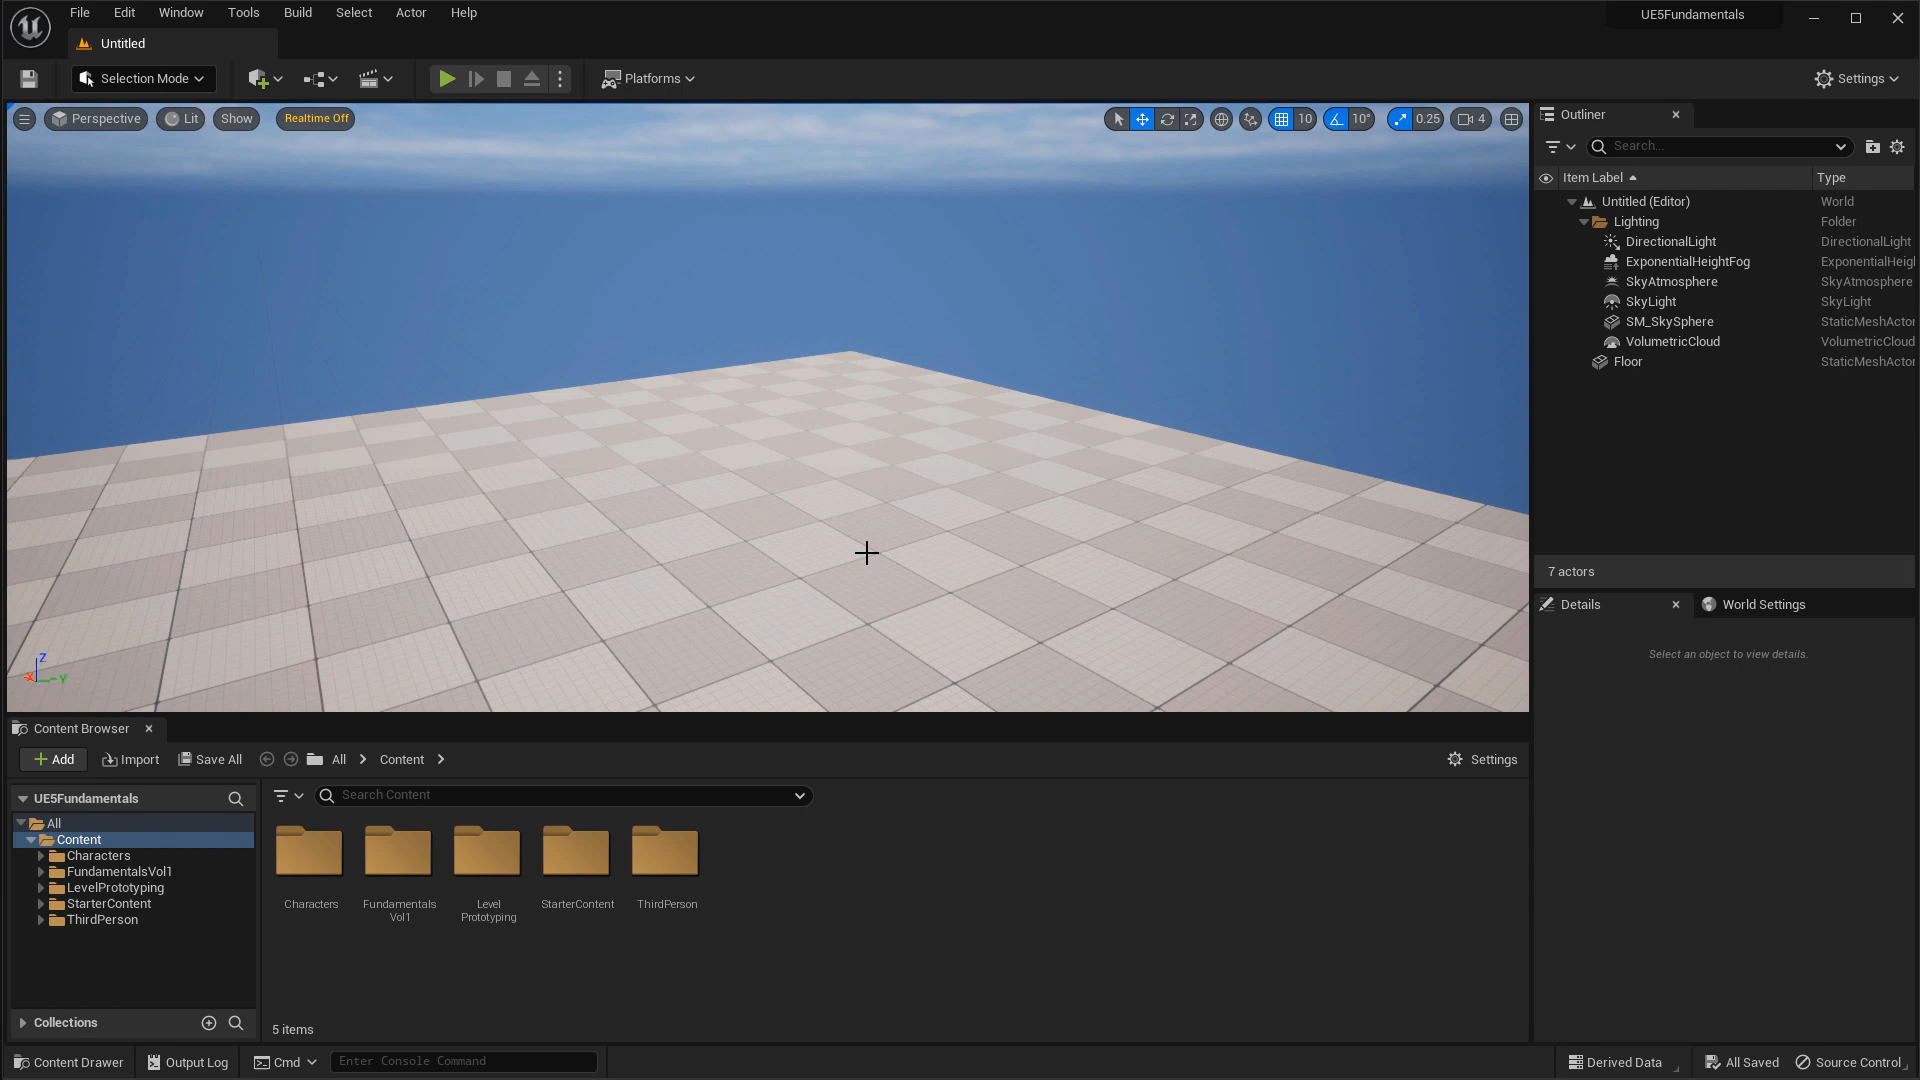 File Edit Window Tools Build Select Actor Help
UE5Fundamentals
Untitled
Selection Mode
Platforms
Settings
Perspective Lit Show Realtime Off
10 10° 0.25 4
Z
X
Y
Outliner
Search...
Item Label Type
Untitled (Editor) World
Lighting Folder
DirectionalLight DirectionalLight
ExponentialHeightFog ExponentialHeig
SkyAtmosphere SkyAtmosphere
SkyLight SkyLight
SM_SkySphere StaticMeshActor
VolumetricCloud VolumetricCloud
Floor StaticMeshActor
7 actors
Details World Settings
Select an object to view details.
Content Browser
Add Import Save All All Content Settings
UE5Fundamentals
Search Content
All
Content
Characters
FundamentalsVol1
LevelPrototyping
StarterContent
ThirdPerson
Characters
Fundamentals
Vol1
Level
Prototyping
StarterContent
ThirdPerson
Collections
5 items
Content Drawer Output Log Cmd Enter Console Command Derived Data All Saved Source Control